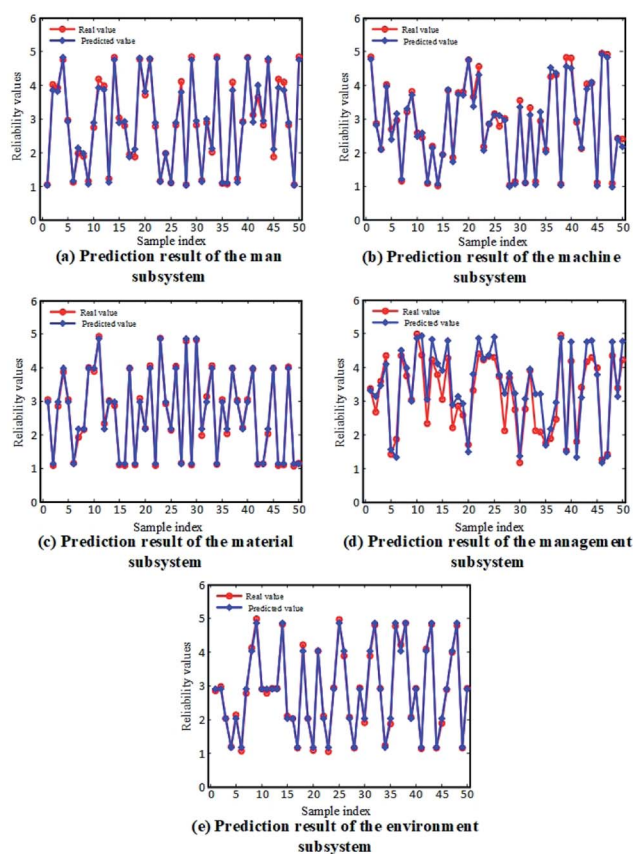 Real value
Predicted value
Reliability values
6
5
4
3
2
1
0
0 5 10 15 20 25 30 35 40 45 50
Sample index
(a) Prediction result of the man
subsystem
Real value
Predicted value
Reliability values
6
5
4
3
2
1
0
0 5 10 15 20 25 30 35 40 45 50
Sample index
(b) Prediction result of the machine
subsystem
Real value
Predicted value
Reliability values
6
5
4
3
2
1
0
0 5 10 15 20 25 30 35 40 45 50
Sample index
(c) Prediction result of the material
subsystem
Real value
Predicted value
Reliability values
6
5
4
3
2
1
0
0 5 10 15 20 25 30 35 40 45 50
Sample index
(d) Prediction result of the management
subsystem
Real value
Predicted value
Reliability values
6
5
4
3
2
1
0
0 5 10 15 20 25 30 35 40 45 50
Sample index
(e) Prediction result of the environment
subsystem